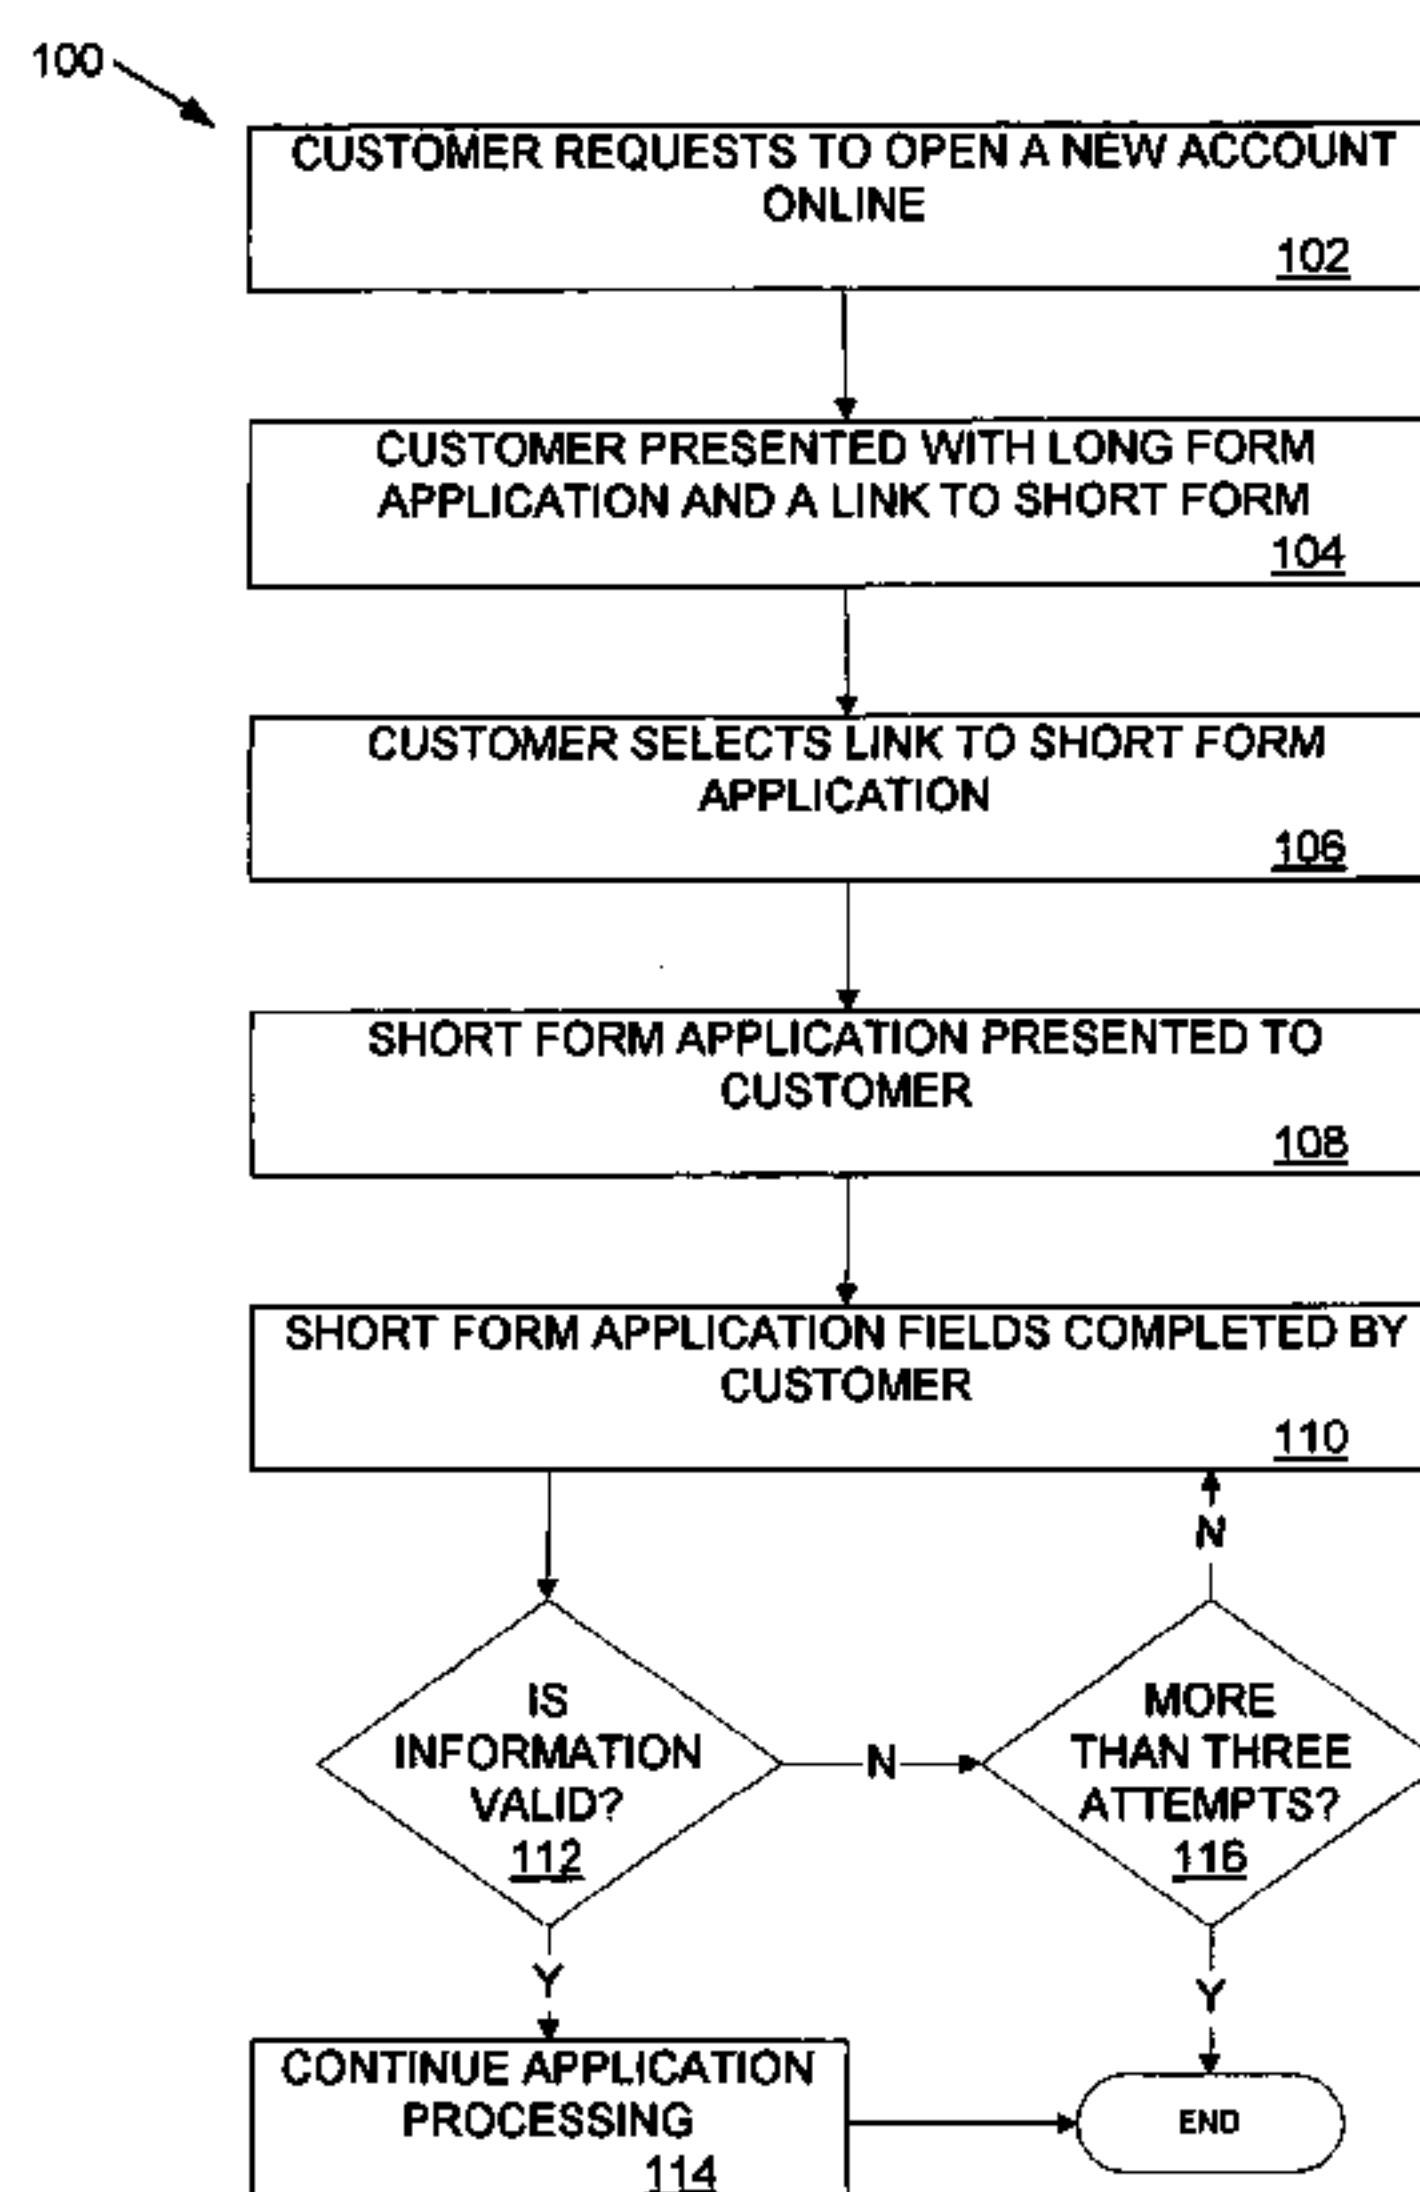 100
CUSTOMER REQUESTS TO OPEN A NEW ACCOUNT
ONLINE
102
CUSTOMER PRESENTED WITH LONG FORM
APPLICATION AND A LINK TO SHORT FORM
104
CUSTOMER SELECTS LINK TO SHORT FORM
APPLICATION
106
SHORT FORM APPLICATION PRESENTED TO
CUSTOMER
108
SHORT FORM APPLICATION FIELDS COMPLETED BY
CUSTOMER
110
N
IS
INFORMATION
VALID?
112
N
MORE
THAN THREE
ATTEMPTS?
116
Y
Y
CONTINUE APPLICATION
PROCESSING
114
END